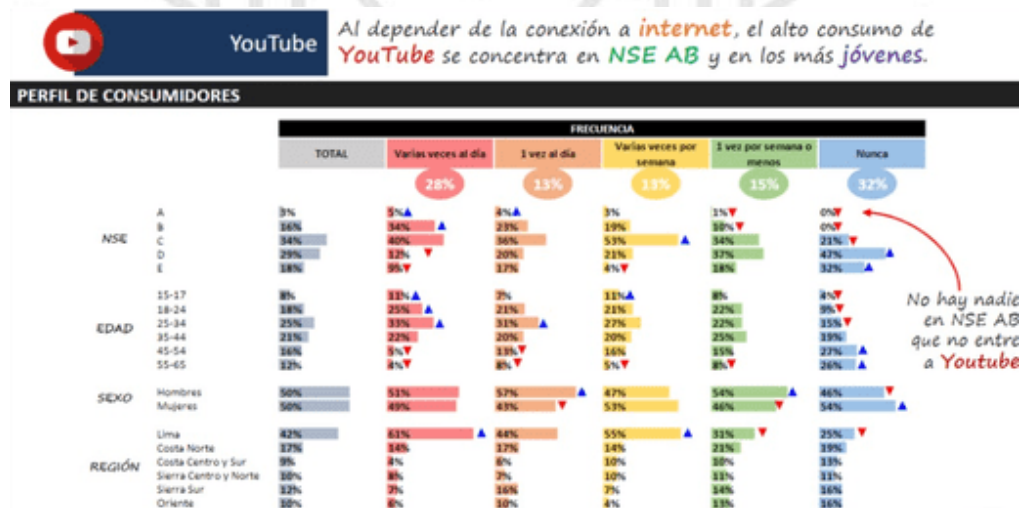 YouTube
Al depender de la conexión a internet, el alto consumo de
YouTube se concentra en NSE AB y en los más jóvenes.
PERFIL DE CONSUMIDORES
FRECUENCIA
TOTAL Varias veces al día 1 vez al día Varias veces por semana 1 vez por semana o menos Nunca
28% 13% 13% 15% 32%
NSE
A 3% 5% 4% 3% 1% 0%
B 16% 34% 23% 19% 10% 0%
C 34% 40% 36% 53% 34% 21%
D 29% 12% 20% 21% 37% 47%
E 18% 9% 17% 4% 18% 32%
No hay nadie
en NSE AB
que no entre
a Youtube
EDAD
15-17 8% 11% 7% 11% 8% 4%
18-24 18% 25% 21% 21% 22% 9%
25-34 25% 33% 31% 27% 22% 15%
35-44 21% 22% 20% 20% 25% 19%
45-54 16% 5% 13% 16% 15% 27%
55-65 12% 4% 8% 5% 8% 26%
SEXO
Hombres 50% 51% 57% 47% 54% 46%
Mujeres 50% 49% 43% 53% 46% 54%
REGIÓN
Lima 42% 61% 44% 55% 31% 25%
Costa Norte 17% 14% 17% 14% 21% 19%
Costa Centro y Sur 9% 4% 6% 10% 10% 13%
Sierra Centro y Norte 10% 8% 7% 10% 11% 11%
Sierra Sur 12% 7% 16% 7% 14% 16%
Oriente 10% 6% 10% 4% 13% 16%